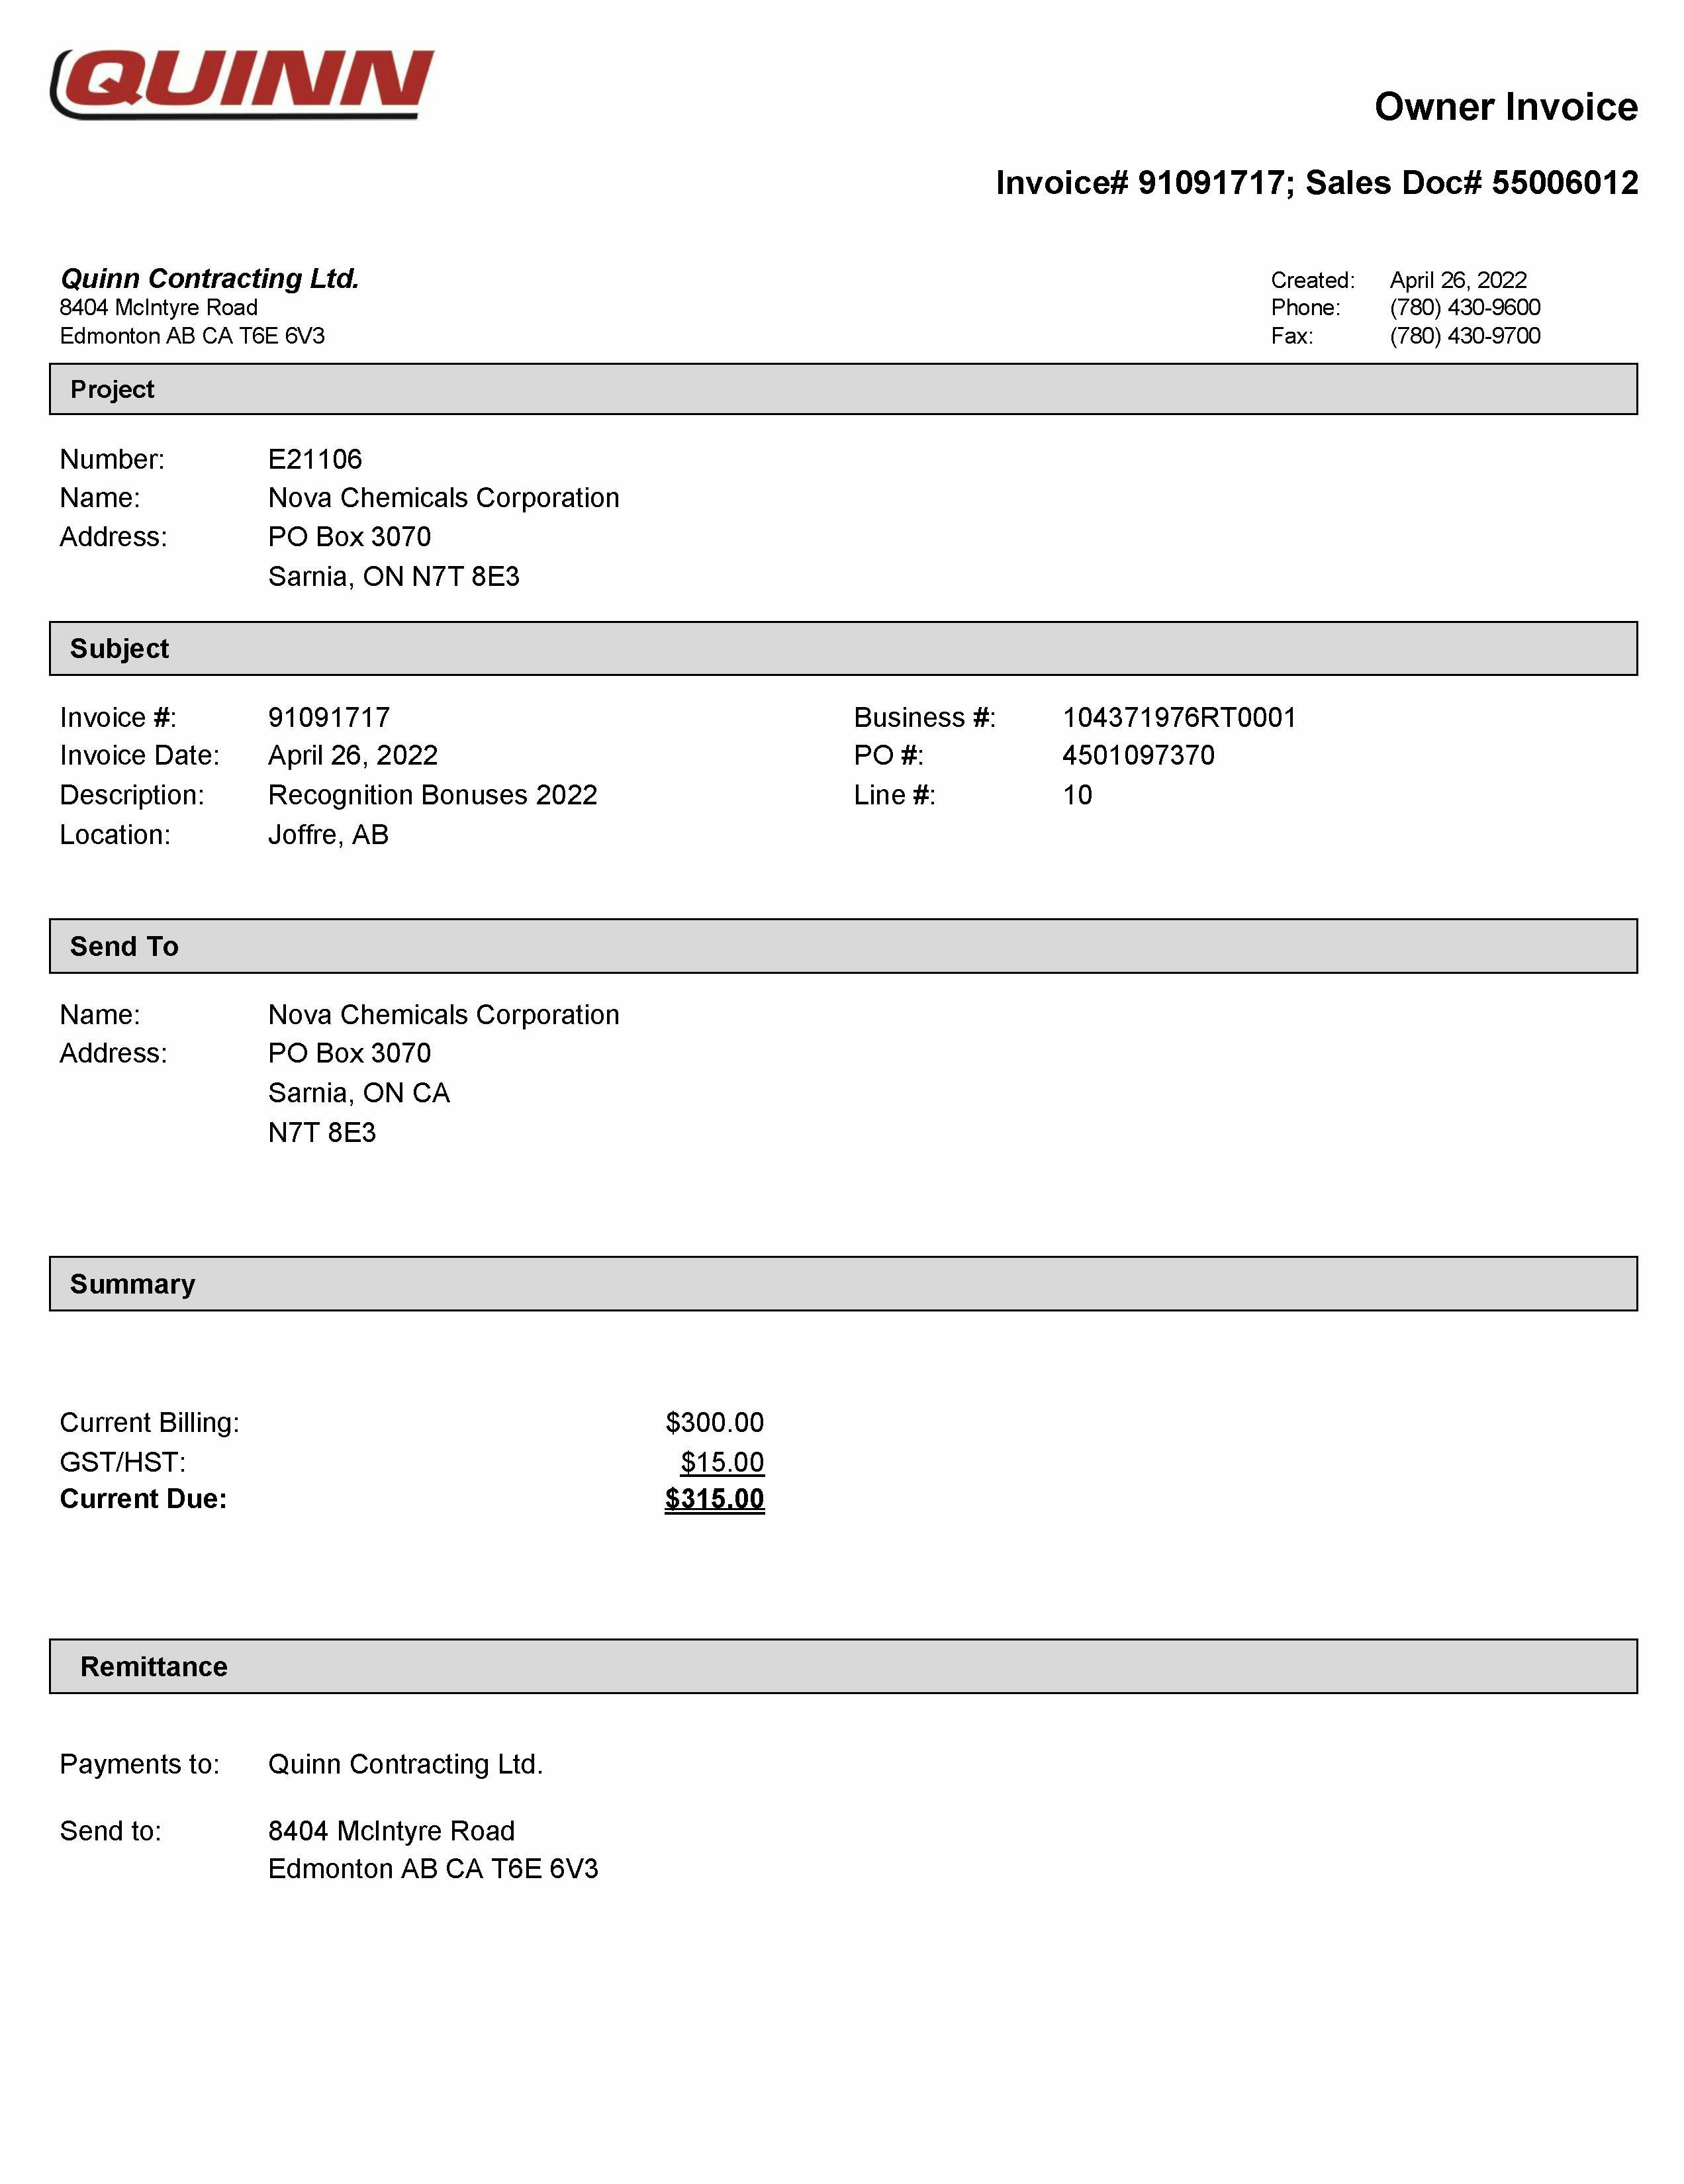 QUINN
Owner Invoice
Invoice# 91091717; Sales Doc# 55006012
Quinn Contracting Ltd.
8404 McIntyre Road
Edmonton AB CA T6E 6V3
Created: April 26, 2022
Phone: (780) 430-9600
Fax: (780) 430-9700
Project
Number: E21106
Name: Nova Chemicals Corporation
Address: PO Box 3070
Sarnia, ON N7T 8E3
Subject
Invoice #: 91091717 Business #: 104371976RT0001
Invoice Date: April 26, 2022 PO #: 4501097370
Description: Recognition Bonuses 2022 Line #: 10
Location: Joffre, AB
Send To
Name: Nova Chemicals Corporation
Address: PO Box 3070
Sarnia, ON CA
N7T 8E3
Summary
Current Billing: $300.00
GST/HST: $15.00
Current Due: $315.00
Remittance
Payments to: Quinn Contracting Ltd.
Send to: 8404 McIntyre Road
Edmonton AB CA T6E 6V3